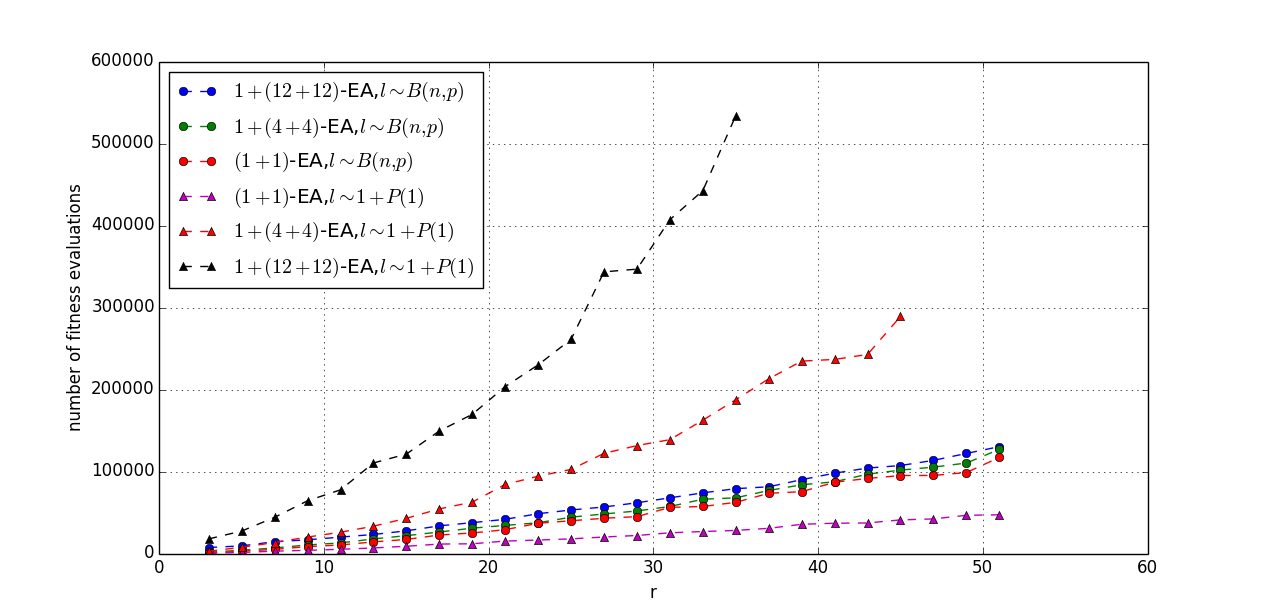 600000
500000
400000
300000
200000
100000
0
number of fitness evaluations
1+(12+12)-EA,l∼B(n,p)
1+(4+4)-EA,l∼B(n,p)
(1+1)-EA,l∼B(n,p)
(1+1)-EA,l∼1+P(1)
1+(4+4)-EA,l∼1+P(1)
1+(12+12)-EA,l∼1+P(1)
0 10 20 30 40 50 60
r